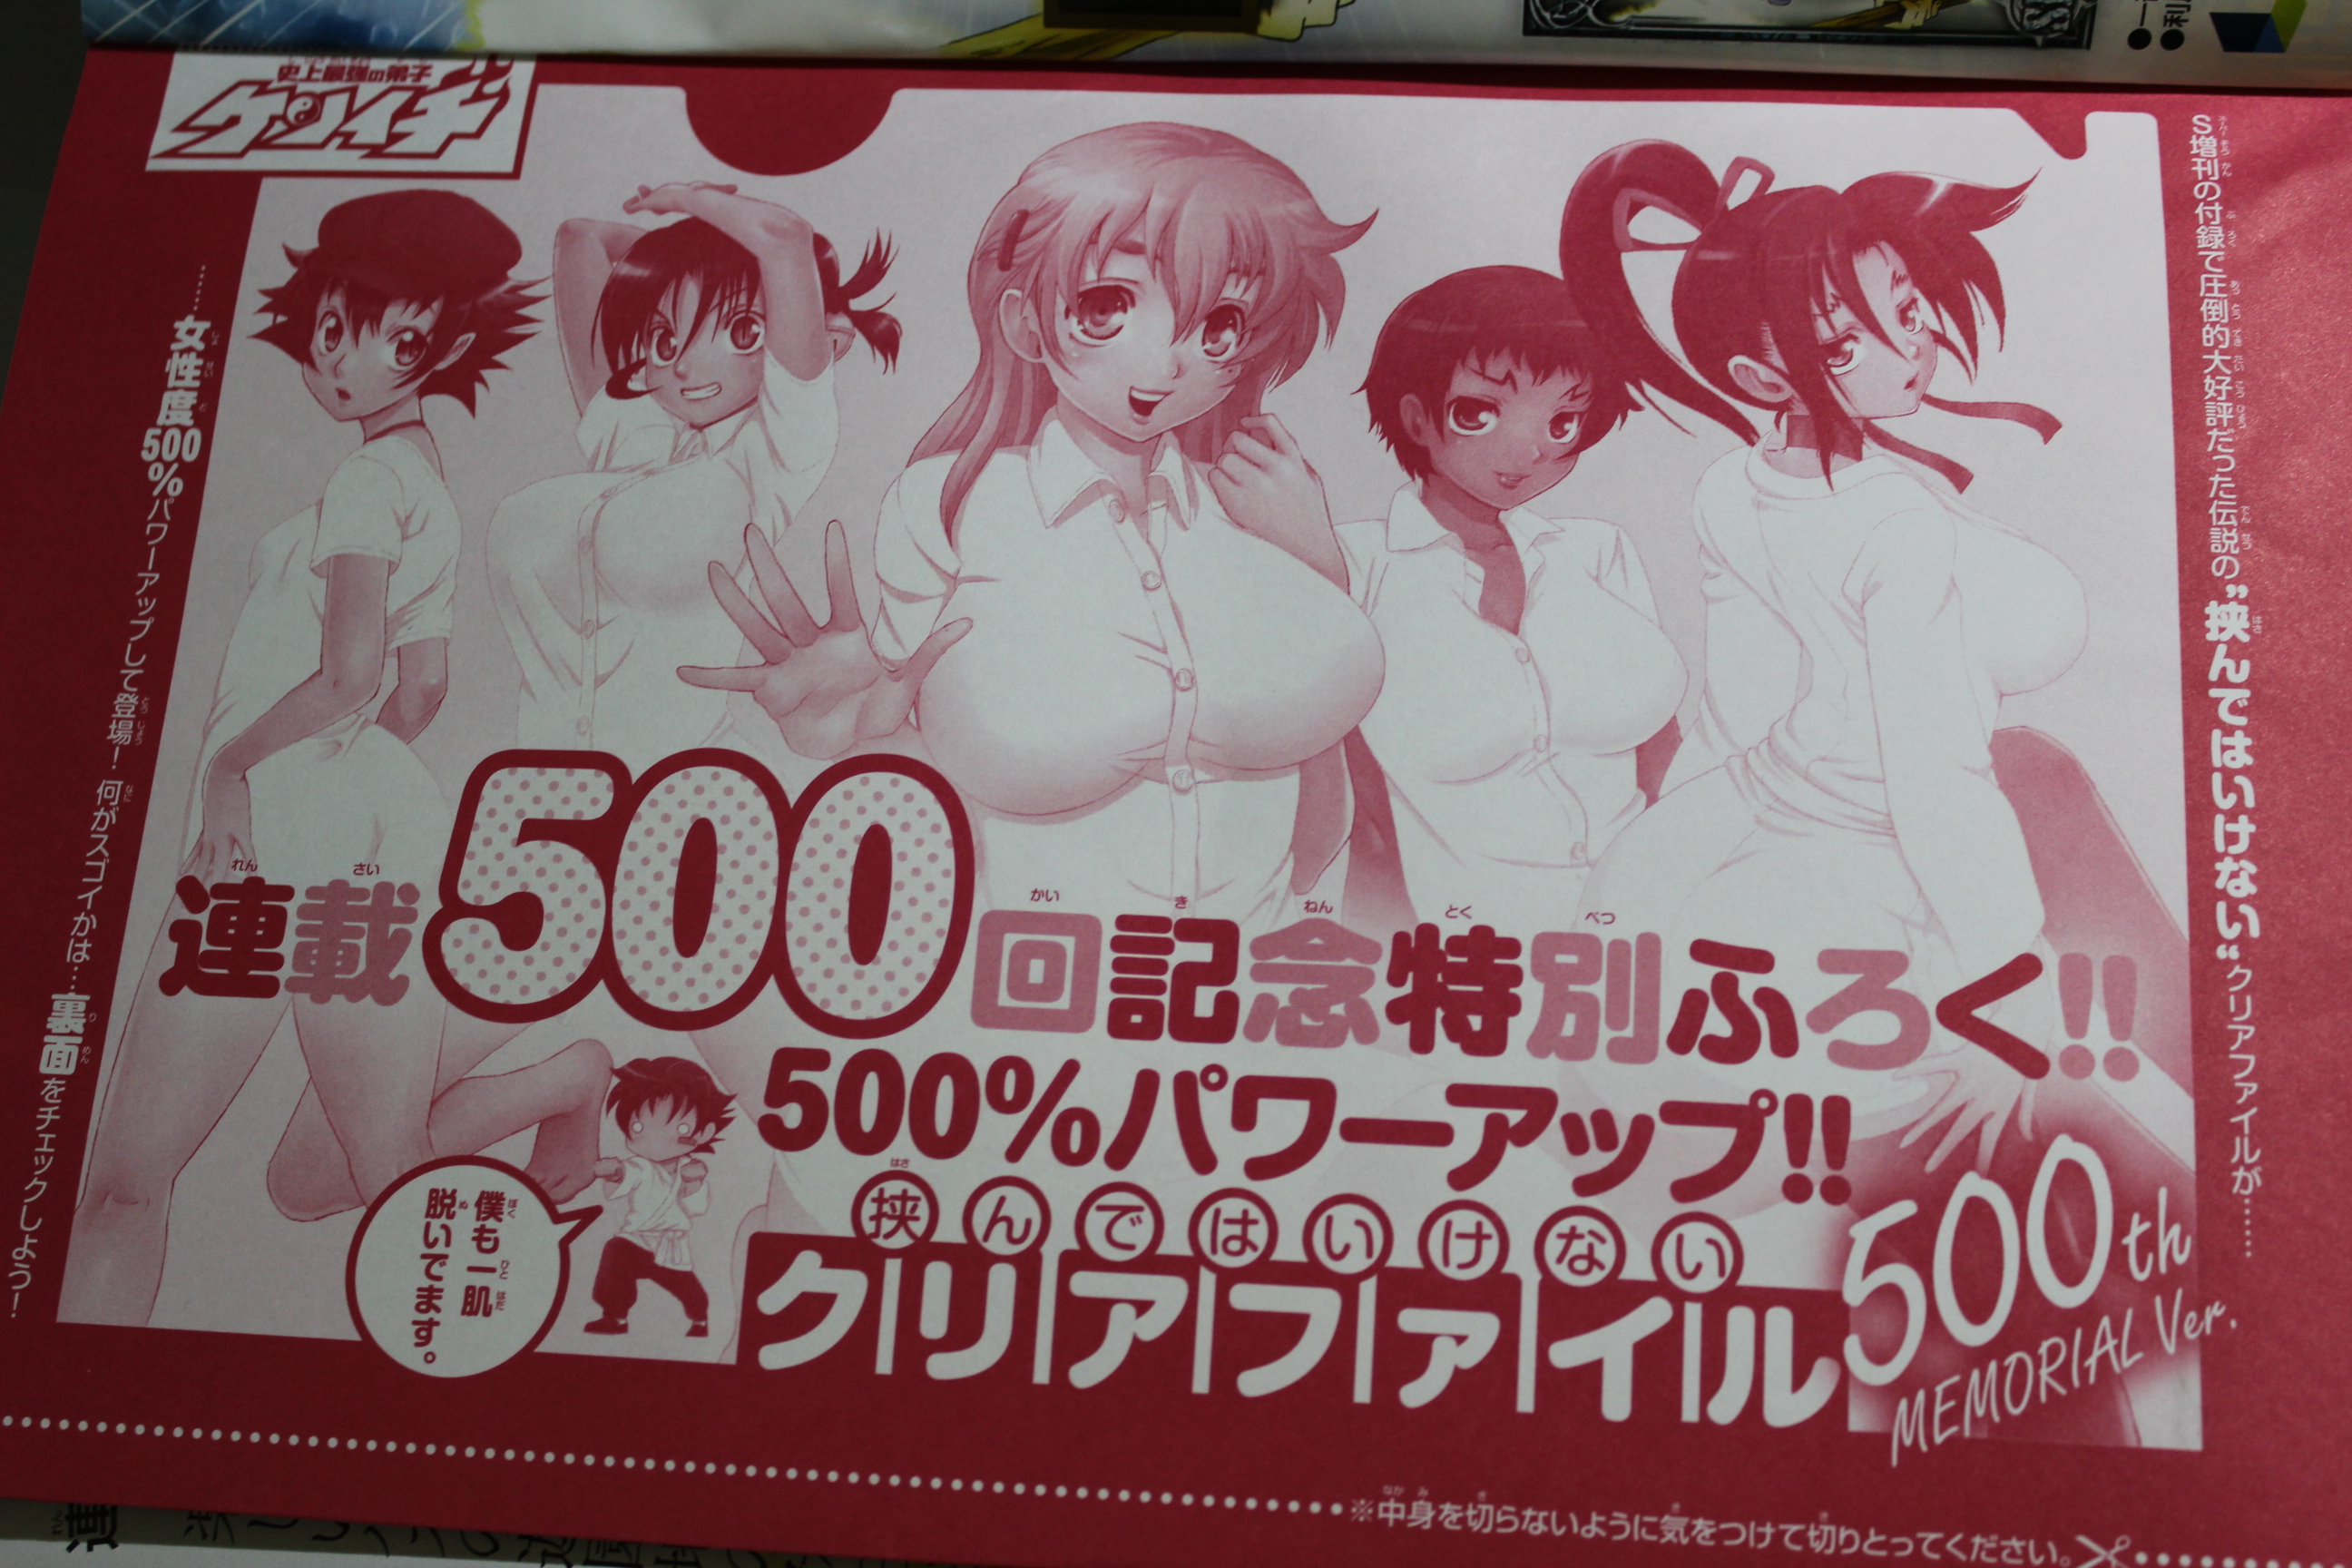 史上最強の弟子
ケンイチ
S増刊の付録で圧倒的大好評だった伝説の”挟んではいけない“クリアファイルが……
……女性度500%パワーアップして登場！何がスゴイかは…裏面をチェックしよう！
連載500回記念特別ふろく!!
500%パワーアップ!!
挟んではいけない
クリアファイル
500th
MEMORIAL Ver.
僕も一肌
脱いでます。
※中身を切らないように気をつけて切りとってください。